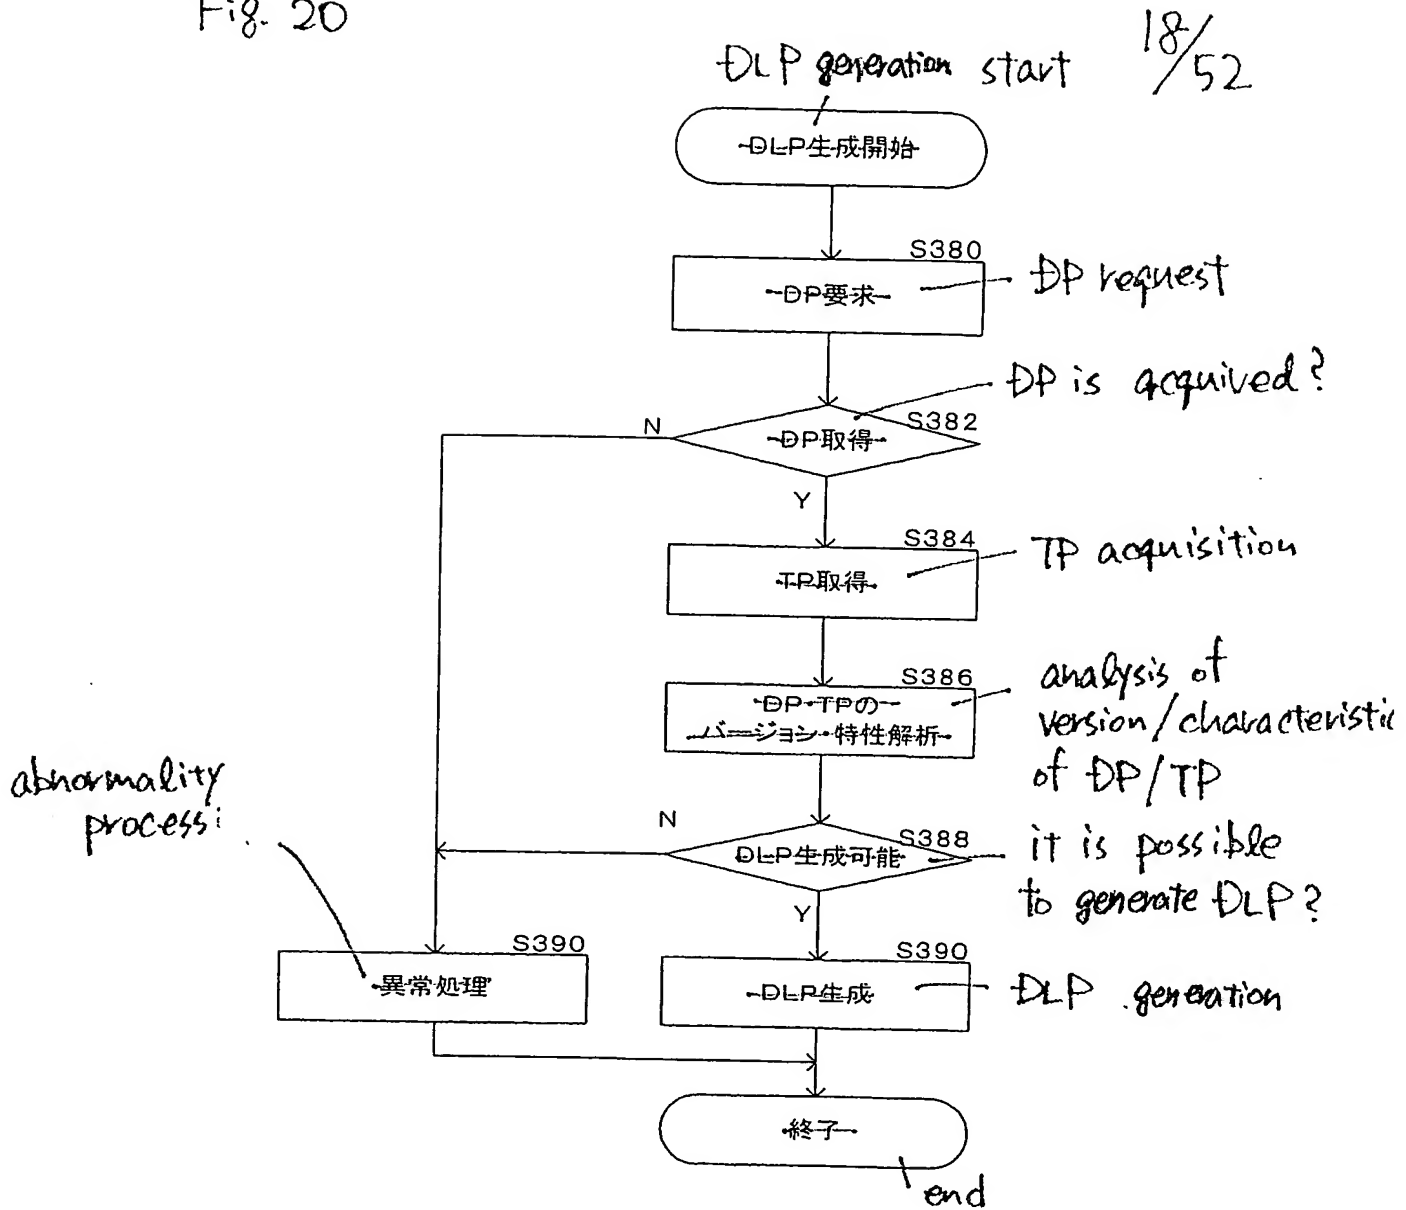 Fig. 20
18/52
DLP generation start
DLP生成開始
S380
DP要求
DP request
DP is acquired?
S382
DP取得
N
Y
S384
TP取得
TP acquisition
S386
DP・TPの
バージョン・特性解析
analysis of
version/characteristic
of DP/TP
N
S388
DLP生成可能
it is possible
to generate DLP?
Y
abnormality
process
S390
異常処理
S390
DLP生成
DLP generation
終了
end